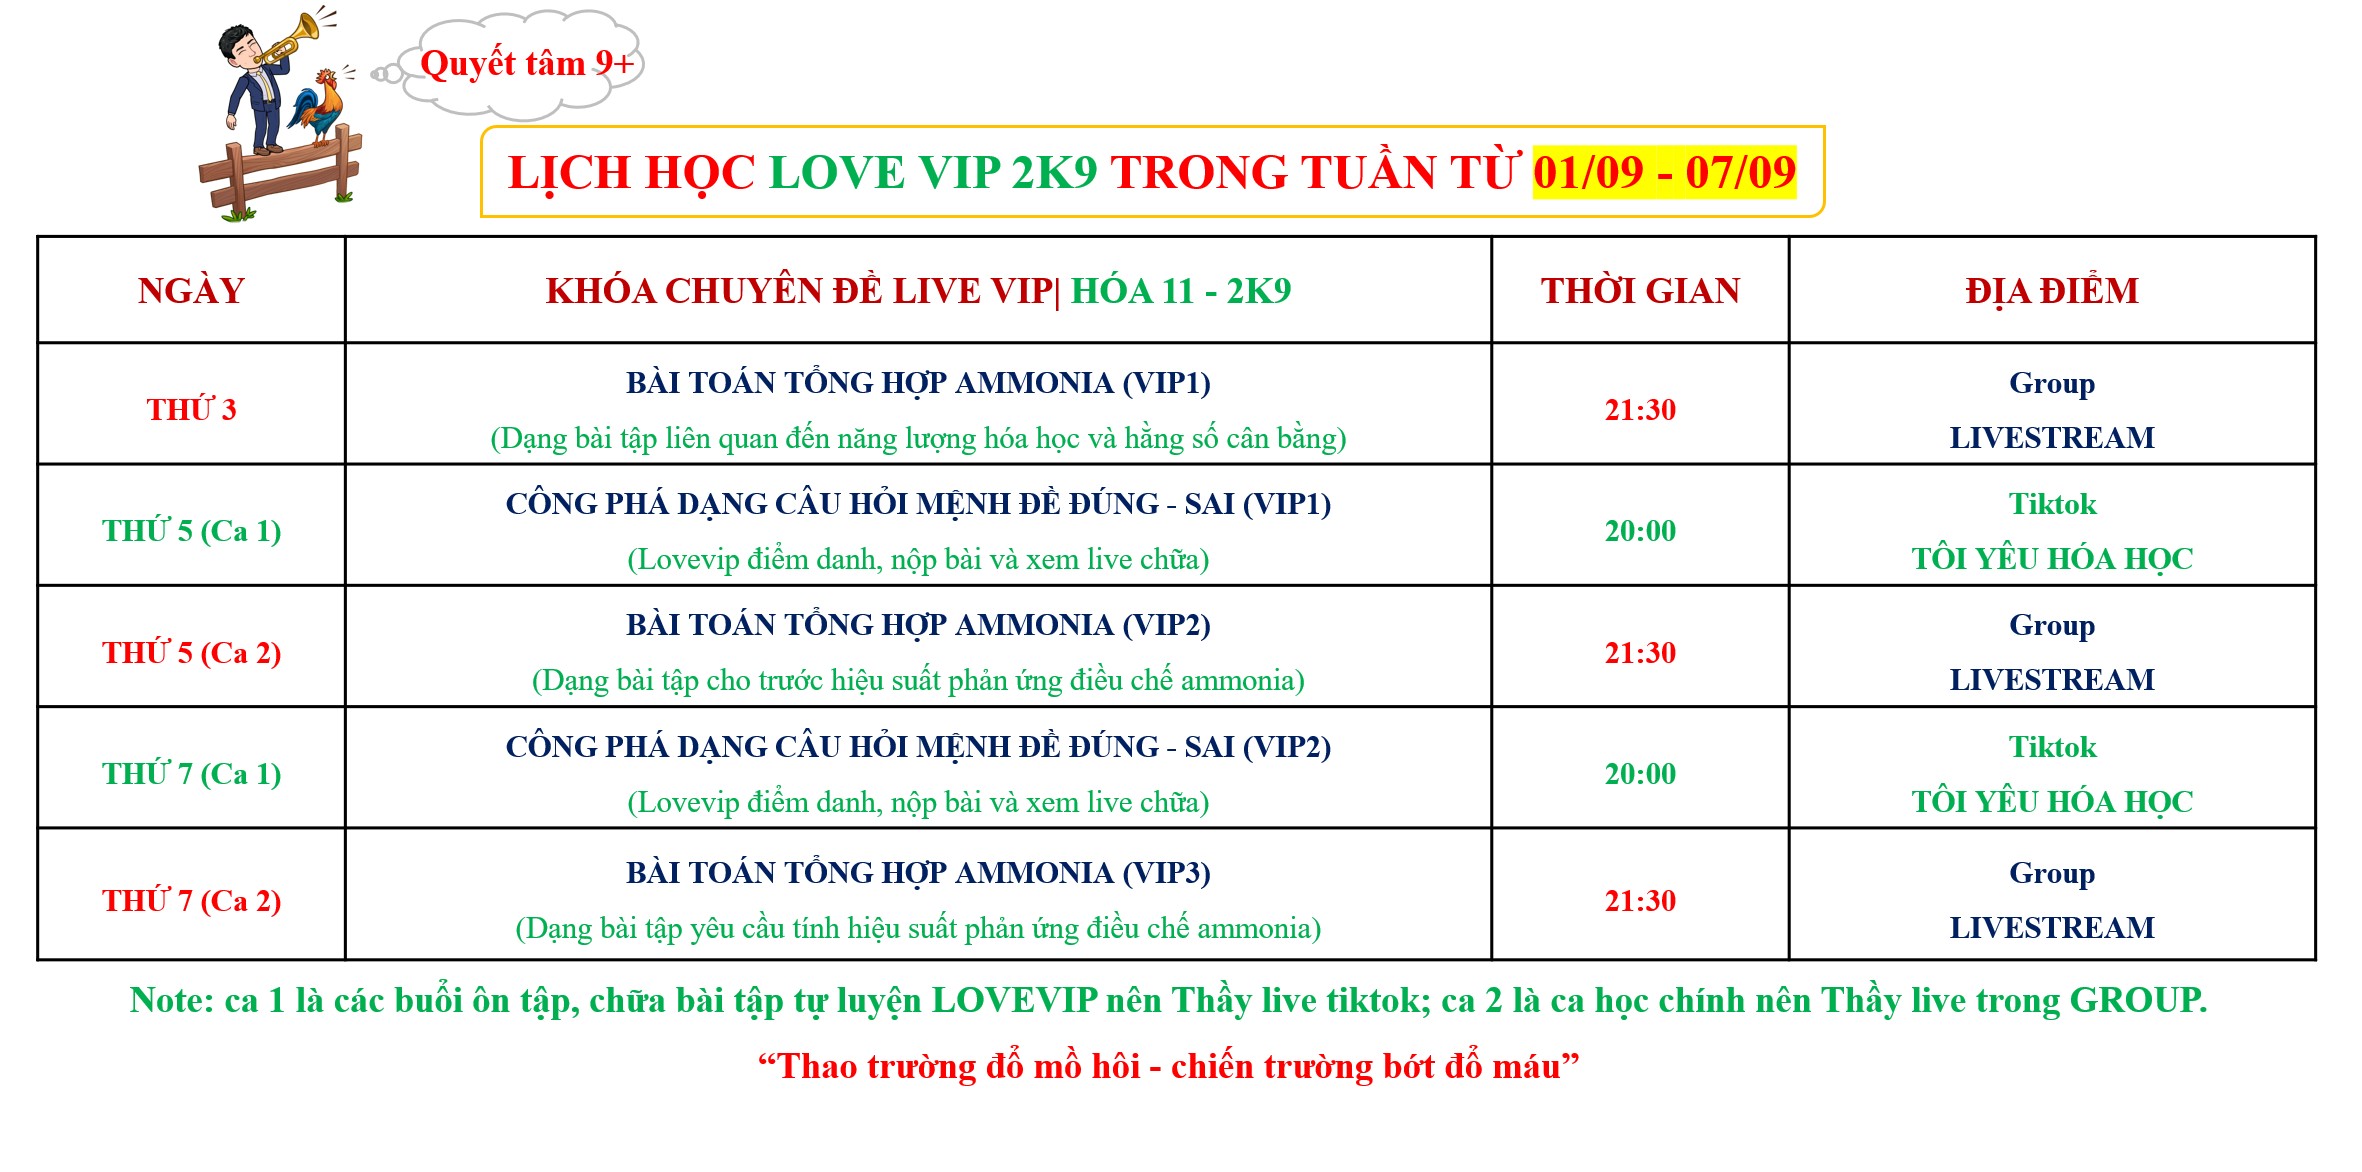 Quyết tâm 9+
LỊCH HỌC LOVE VIP 2K9 TRONG TUẦN TỪ 01/09 - 07/09
NGÀY
KHÓA CHUYÊN ĐỀ LIVE VIP| HÓA 11 - 2K9
THỜI GIAN
ĐỊA ĐIỂM
THỨ 3
BÀI TOÁN TỔNG HỢP AMMONIA (VIP1)
(Dạng bài tập liên quan đến năng lượng hóa học và hằng số cân bằng)
21:30
Group
LIVESTREAM
THỨ 5 (Ca 1)
CÔNG PHÁ DẠNG CÂU HỎI MỆNH ĐỀ ĐÚNG - SAI (VIP1)
(Lovevip điểm danh, nộp bài và xem live chữa)
20:00
Tiktok
TÔI YÊU HÓA HỌC
THỨ 5 (Ca 2)
BÀI TOÁN TỔNG HỢP AMMONIA (VIP2)
(Dạng bài tập cho trước hiệu suất phản ứng điều chế ammonia)
21:30
Group
LIVESTREAM
THỨ 7 (Ca 1)
CÔNG PHÁ DẠNG CÂU HỎI MỆNH ĐỀ ĐÚNG - SAI (VIP2)
(Lovevip điểm danh, nộp bài và xem live chữa)
20:00
Tiktok
TÔI YÊU HÓA HỌC
THỨ 7 (Ca 2)
BÀI TOÁN TỔNG HỢP AMMONIA (VIP3)
(Dạng bài tập yêu cầu tính hiệu suất phản ứng điều chế ammonia)
21:30
Group
LIVESTREAM
Note: ca 1 là các buổi ôn tập, chữa bài tập tự luyện LOVEVIP nên Thầy live tiktok; ca 2 là ca học chính nên Thầy live trong GROUP.
“Thao trường đổ mồ hôi - chiến trường bớt đổ máu”